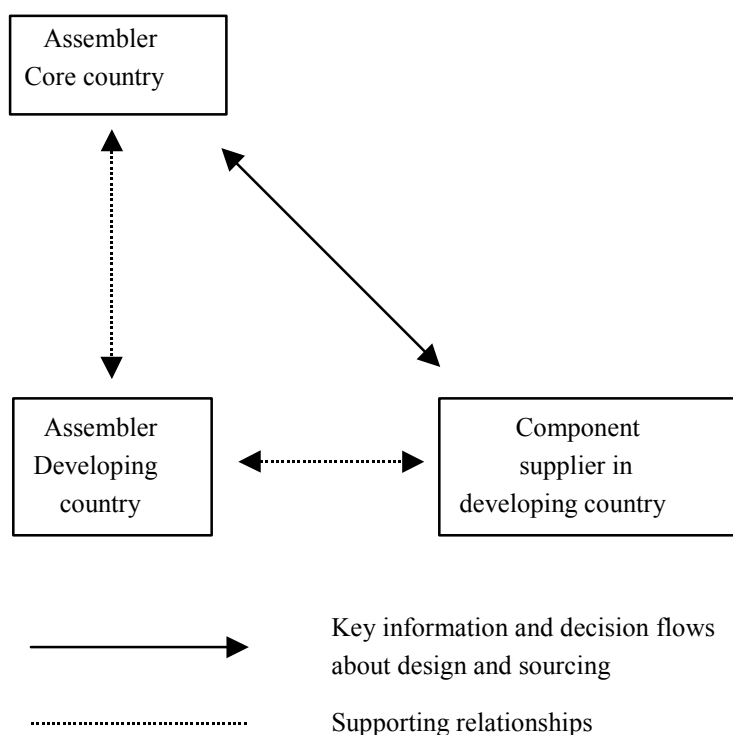 Assembler
Core country
Assembler
Developing
country
Component
supplier in
developing country
Key information and decision flows
about design and sourcing
Supporting relationships